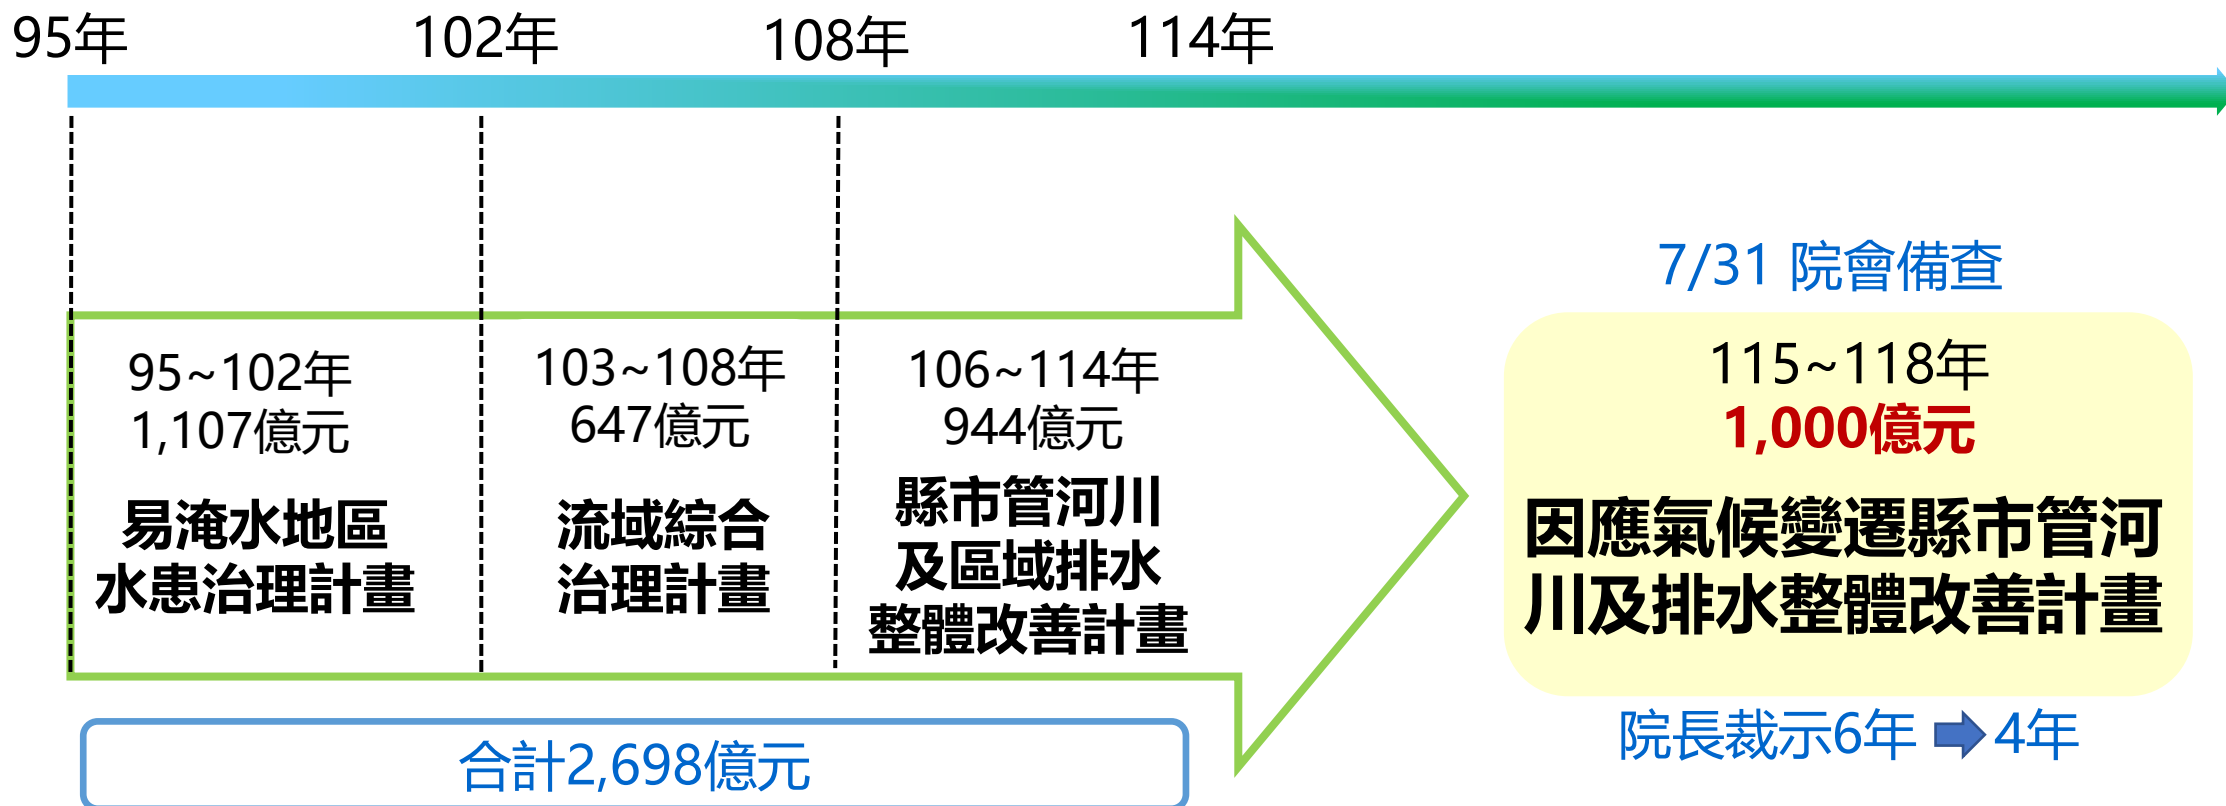 95年
102年
108年
114年
95~102年
1,107億元
易淹水地區
水患治理計畫
103~108年
647億元
流域綜合
治理計畫
106~114年
944億元
縣市管河川
及區域排水
整體改善計畫
合計2,698億元
7/31 院會備查
115~118年
1,000億元
因應氣候變遷縣市管河
川及排水整體改善計畫
院長裁示6年 4年